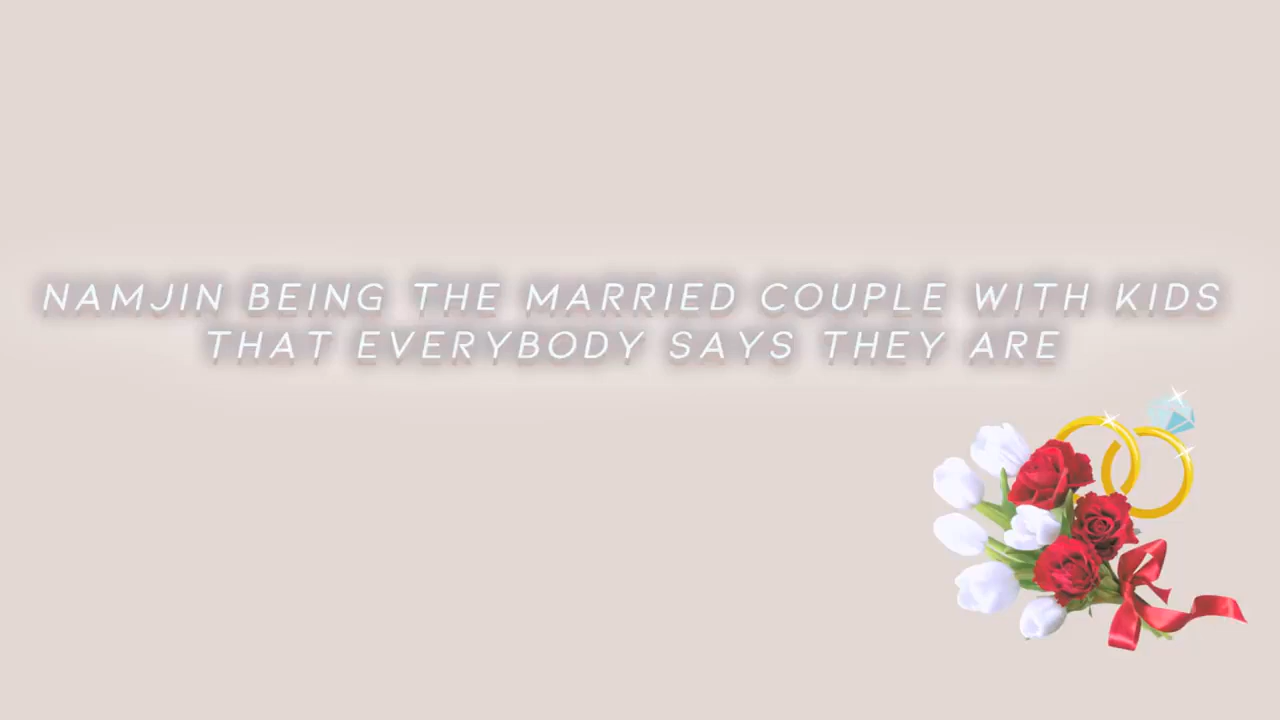 NAMJIN BEING THE MARRIED COUPLE WITH KIDS
THAT EVERYBODY SAYS THEY ARE